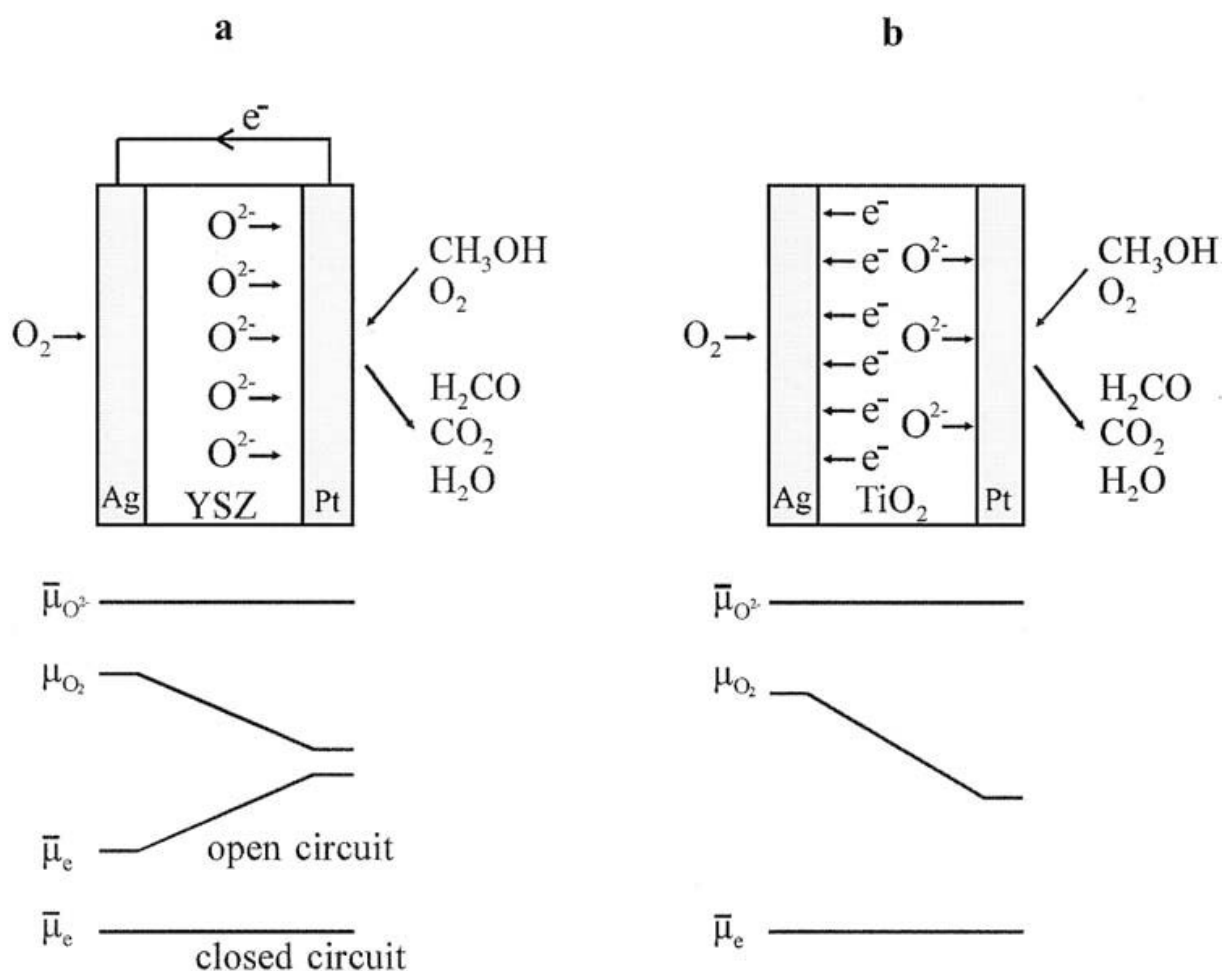 a
e⁻
O²⁻
O²⁻
O²⁻
O²⁻
O²⁻
O₂
CH₃OH
O₂
H₂CO
CO₂
H₂O
Ag
YSZ
Pt
μ̄O²⁻
μO₂
μ̄e
open circuit
μ̄e
closed circuit
b
e⁻
e⁻ O²⁻
e⁻
O₂
e⁻ O²⁻
e⁻
e⁻ O²⁻
e⁻
CH₃OH
O₂
H₂CO
CO₂
H₂O
Ag
TiO₂
Pt
μ̄O²⁻
μO₂
μ̄e